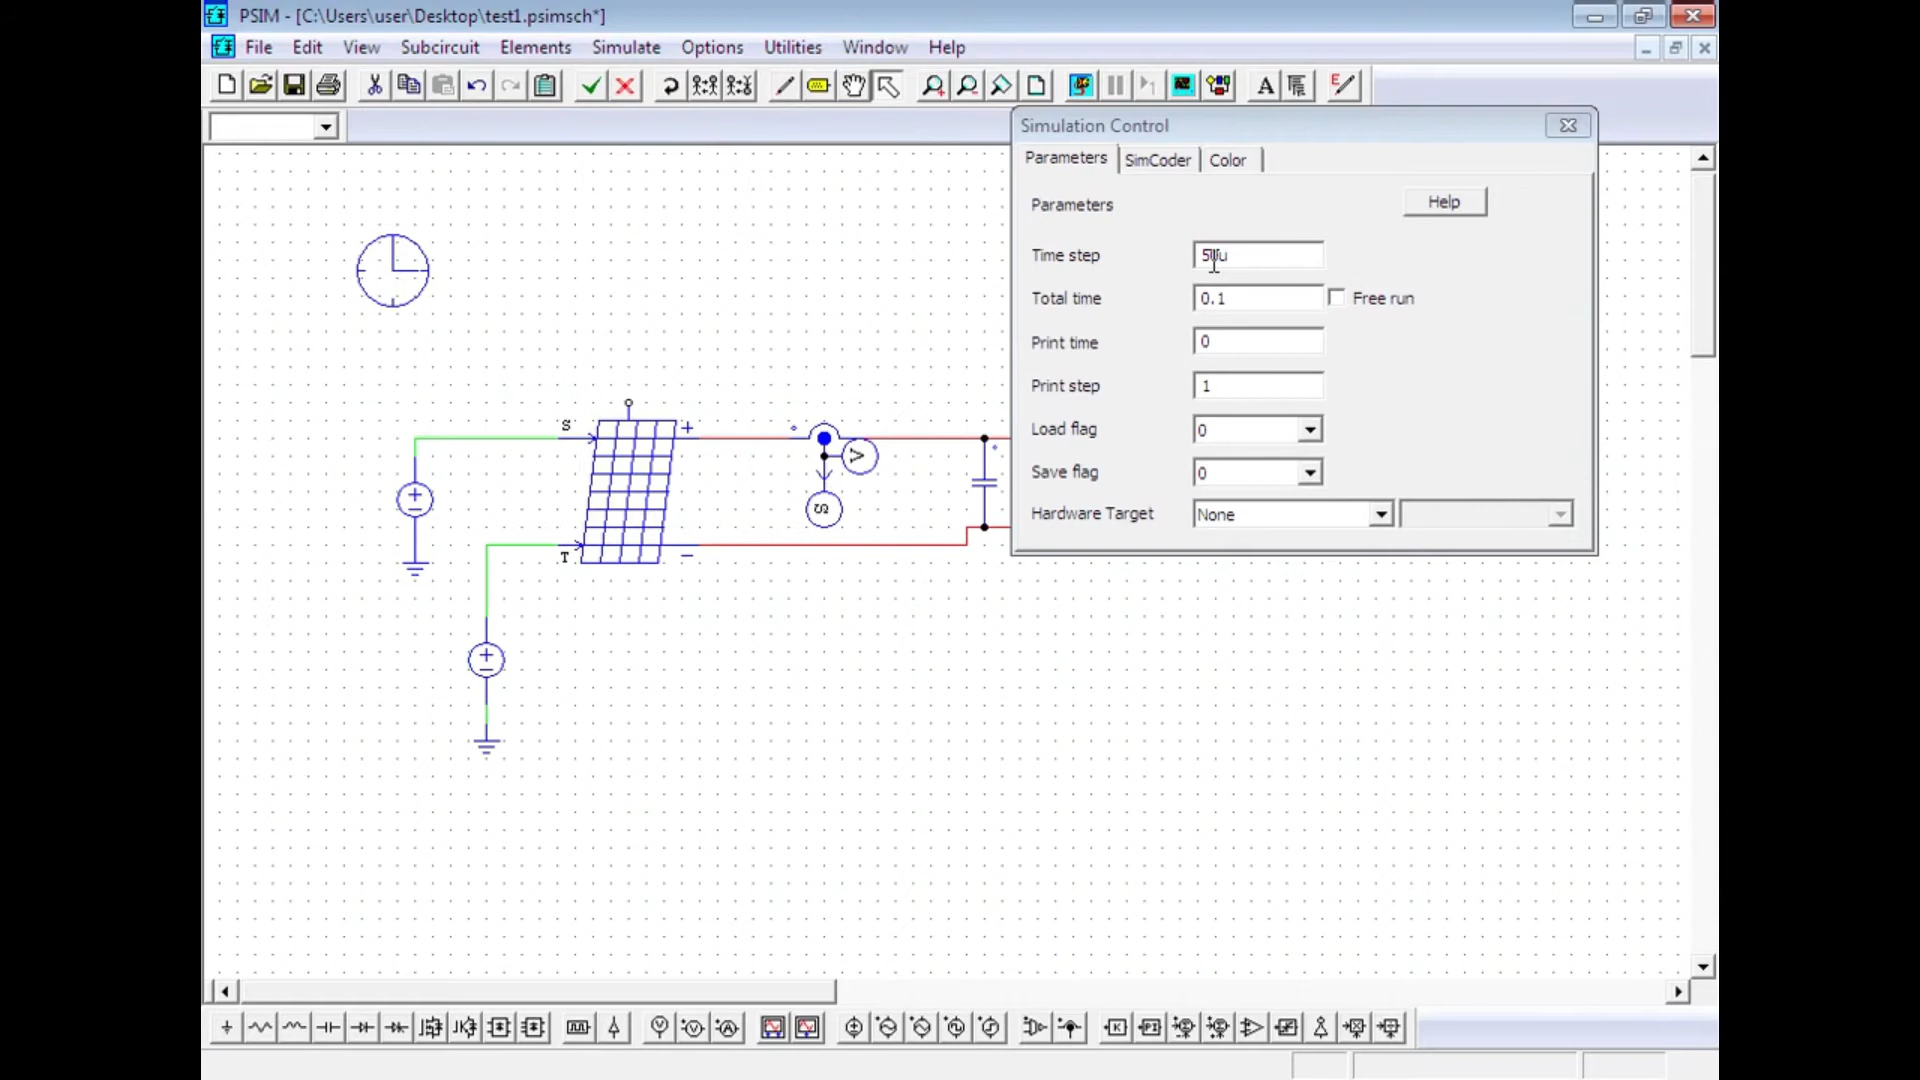 PSIM - [C:\Users\user\Desktop\test1.psimsch*]
File Edit View Subcircuit Elements Simulate Options Utilities Window Help
Simulation Control
Parameters SimCoder Color
Parameters Help
Time step 50u
Total time 0.1 Free run
Print time 0
Print step 1
Load flag 0
Save flag 0
Hardware Target None
S
+
V
S
T
−
A
K
PI